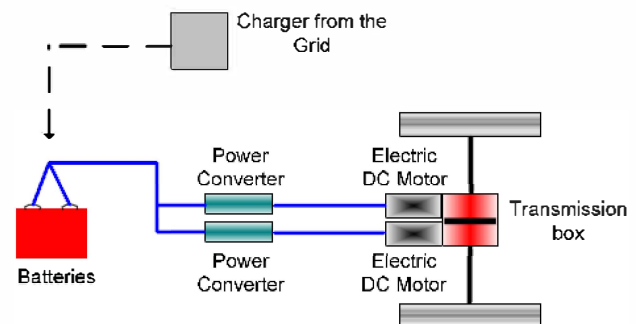 Charger from the
Grid
Power
Converter
Electric
DC Motor
Transmission
box
Batteries
Power
Converter
Electric
DC Motor